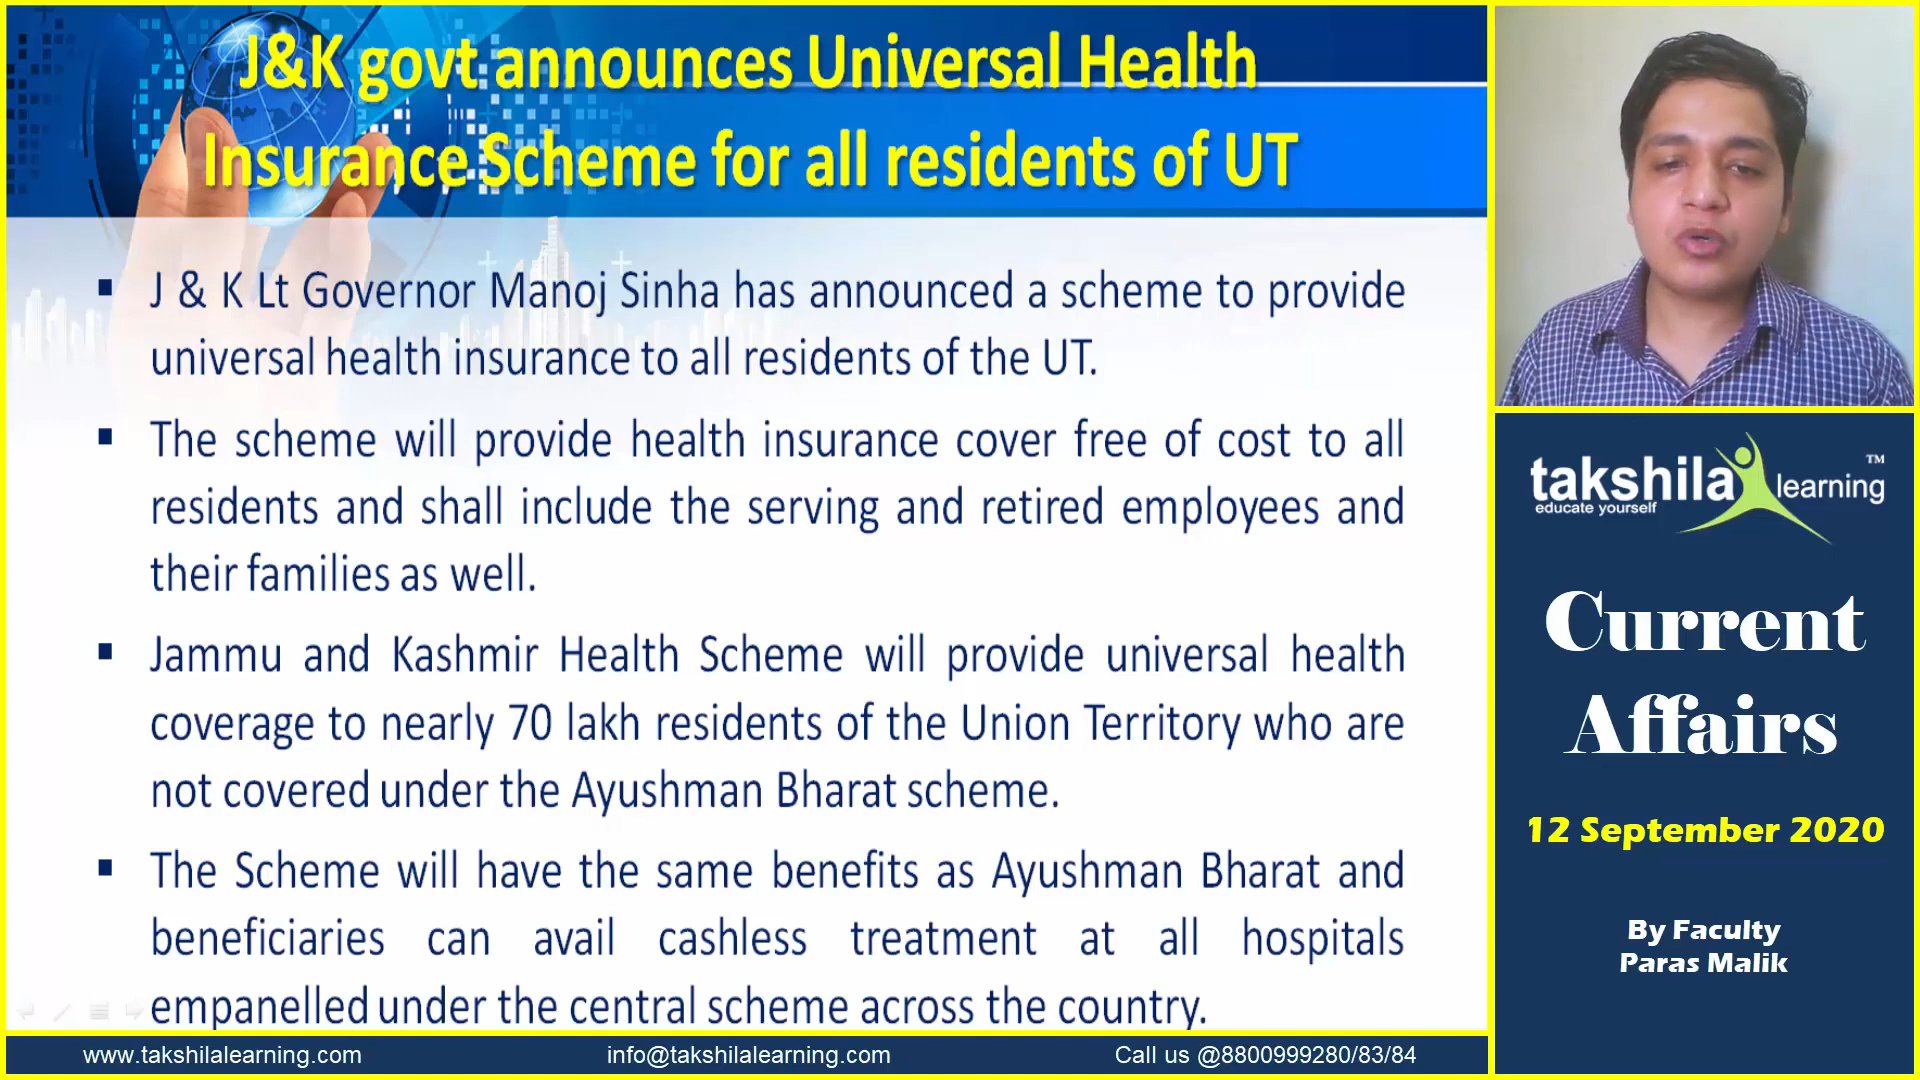 J&K govt announces Universal Health
Insurance Scheme for all residents of UT
▪ J & K Lt Governor Manoj Sinha has announced a scheme to provide
universal health insurance to all residents of the UT.
▪ The scheme will provide health insurance cover free of cost to all
residents and shall include the serving and retired employees and
their families as well.
▪ Jammu and Kashmir Health Scheme will provide universal health
coverage to nearly 70 lakh residents of the Union Territory who are
not covered under the Ayushman Bharat scheme.
▪ The Scheme will have the same benefits as Ayushman Bharat and
beneficiaries can avail cashless treatment at all hospitals
empanelled under the central scheme across the country.
takshila learning ™
educate yourself
Current
Affairs
12 September 2020
By Faculty
Paras Malik
www.takshilalearning.com info@takshilalearning.com Call us @8800999280/83/84